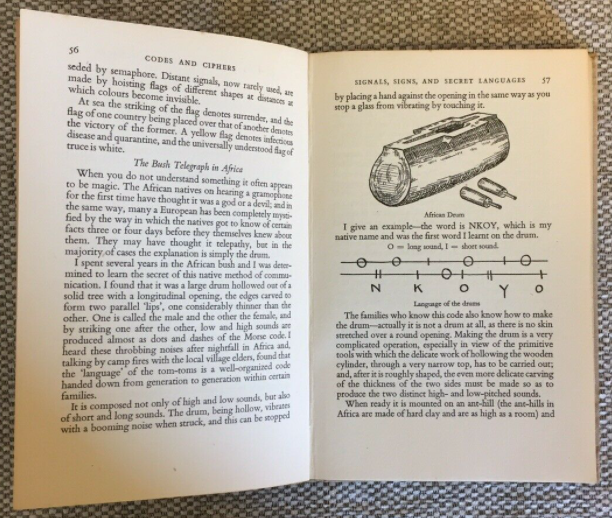 56
CODES AND CIPHERS
seded by semaphore. Distant signals, now rarely used, are
made by hoisting flags of different shapes at distances at
which colours become invisible.
At sea the striking of the flag denotes surrender, and the
flag of one country being placed over that of another denotes
the victory of the former. A yellow flag denotes infectious
disease and quarantine, and the universally understood flag of
truce is white.
The Bush Telegraph in Africa
When you do not understand something it often appears
to be magic. The African natives on hearing a gramophone
for the first time have thought it was a god or a devil; and in
the same way, many a European has been completely mysti-
fied by the way in which the natives got to know of certain
facts three or four days before they themselves knew about
them. They may have thought it telepathy, but in the
majority of cases the explanation is simply the drum.
I spent several years in the African bush and I was deter-
mined to learn the secret of this native method of commu-
nication. I found that it was a large drum hollowed out of a
solid tree with a longitudinal opening, the edges carved to
form two parallel 'lips', one considerably thinner than the
other. One is called the male and the other the female, and
by striking one after the other, low and high sounds are
produced almost as dots and dashes of the Morse code. I
heard these throbbing noises after nightfall in Africa and,
talking by camp fires with the local village elders, found that
the 'language' of the tom-toms is a well-organized code
handed down from generation to generation within certain
families.
It is composed not only of high and low sounds, but also
of short and long sounds. The drum, being hollow, vibrates
with a booming noise when struck, and this can be stopped
SIGNALS, SIGNS, AND SECRET LANGUAGES 57
by placing a hand against the opening in the same way as you
stop a glass from vibrating by touching it.
African Drum
I give an example—the word is NKOY, which is my
native name and was the first word I learnt on the drum.
O = long sound, I = short sound.
N K O Y O
Language of the drums
The families who know this code also know how to make
the drum—actually it is not a drum at all, as there is no skin
stretched over a round opening. Making the drum is a very
complicated operation, especially in view of the primitive
tools with which the delicate work of hollowing the wooden
cylinder, through a very narrow top, has to be carried out;
and, after it is roughly shaped, the even more delicate carving
of the thickness of the two sides must be made so as to
produce the two distinct high- and low-pitched sounds.
When ready it is mounted on an ant-hill (the ant-hills in
Africa are made of hard clay and are as high as a room) and